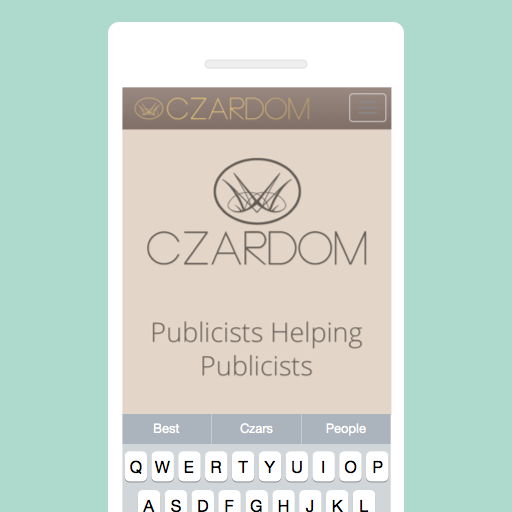 CZARDOM
CZARDOM
Publicists Helping
Publicists
Best Czars People
Q W E R T Y U I O P
A S D F G H J K L